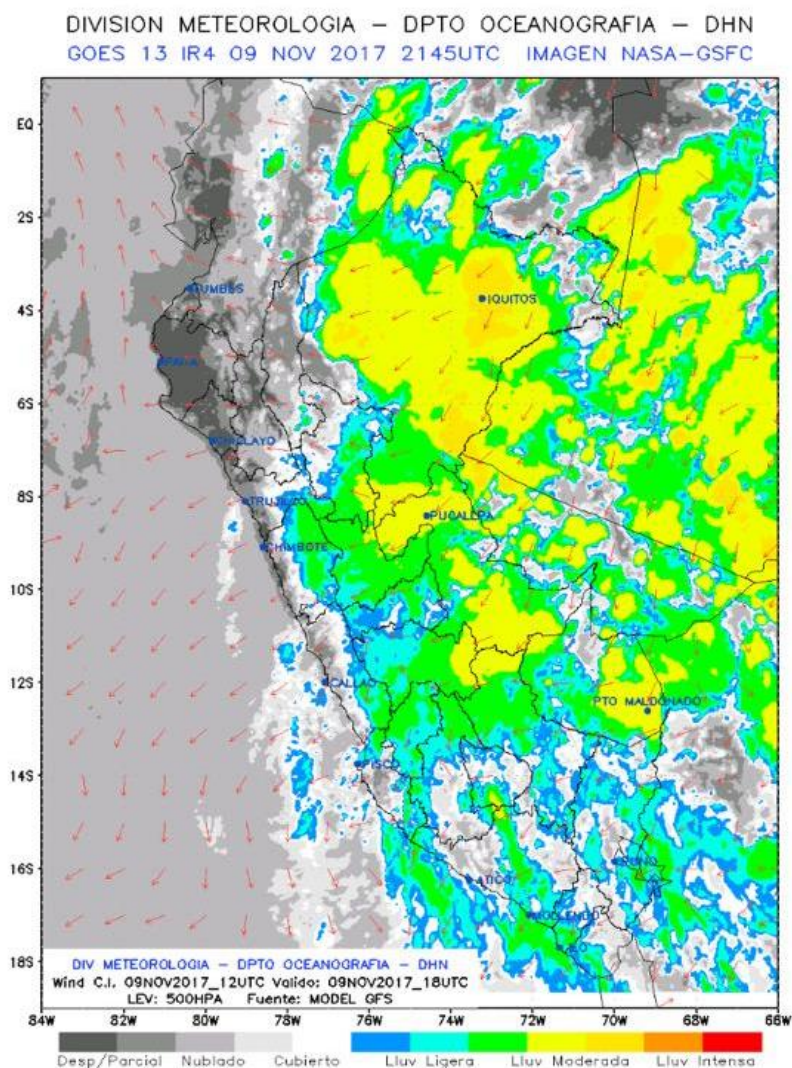 DIVISION METEOROLOGIA – DPTO OCEANOGRAFIA – DHN
GOES 13 IR4 09 NOV 2017 2145UTC IMAGEN NASA–GSFC
EQ
2S
TUMBES
IQUITOS
4S
6S
CHICLAYO
8S
TRUJILLO
PUCALLPA
CHIMBOTE
10S
12S
CALLAO
PTO MALDONADO
PISCO
14S
16S
PUNO
ATICO
MOLLENDO
ILO
18S
DIV METEOROLOGIA – DPTO OCEANOGRAFIA – DHN
Wind C.I. 09NOV2017_12UTC Valido: 09NOV2017_18UTC
LEV: 500HPA Fuente: MODEL GFS
84W 82W 80W 78W 76W 74W 72W 70W 68W 66W
Desp/Parcial Nublado Cubierto Lluv Ligera Lluv Moderada Lluv Intensa